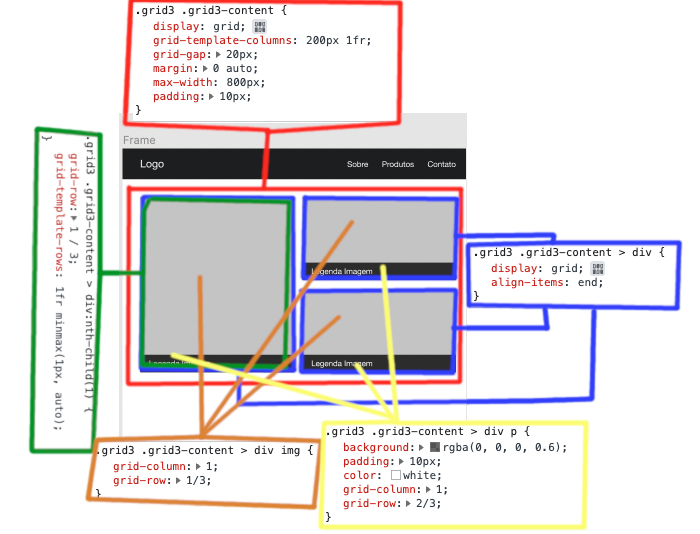 .grid3 .grid3-content {
display: grid;
grid-template-columns: 200px 1fr;
grid-gap: 20px;
margin: 0 auto;
max-width: 800px;
padding: 10px;
}
Frame
Logo
Sobre Produtos Contato
.grid3 .grid3-content > div:nth-child(1) {
grid-row: 1 / 3;
grid-template-rows: 1fr minmax(1px, auto);
}
Legenda Imagem
.grid3 .grid3-content > div {
display: grid;
align-items: end;
}
Legenda Imagem
.grid3 .grid3-content > div img {
grid-column: 1;
grid-row: 1/3;
}
.grid3 .grid3-content > div p {
background: rgba(0, 0, 0, 0.6);
padding: 10px;
color: white;
grid-column: 1;
grid-row: 2/3;
}